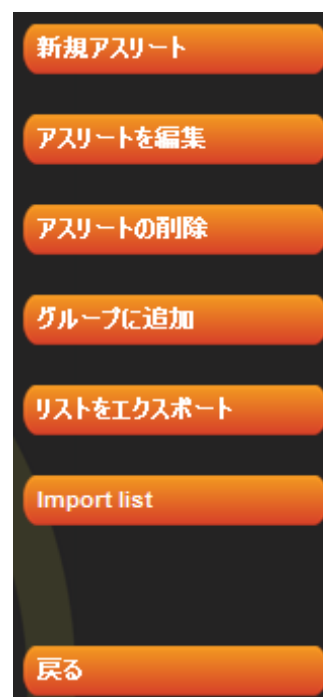 新規アスリート
アスリートを編集
アスリートの削除
グループに追加
リストをエクスポート
Import list
戻る